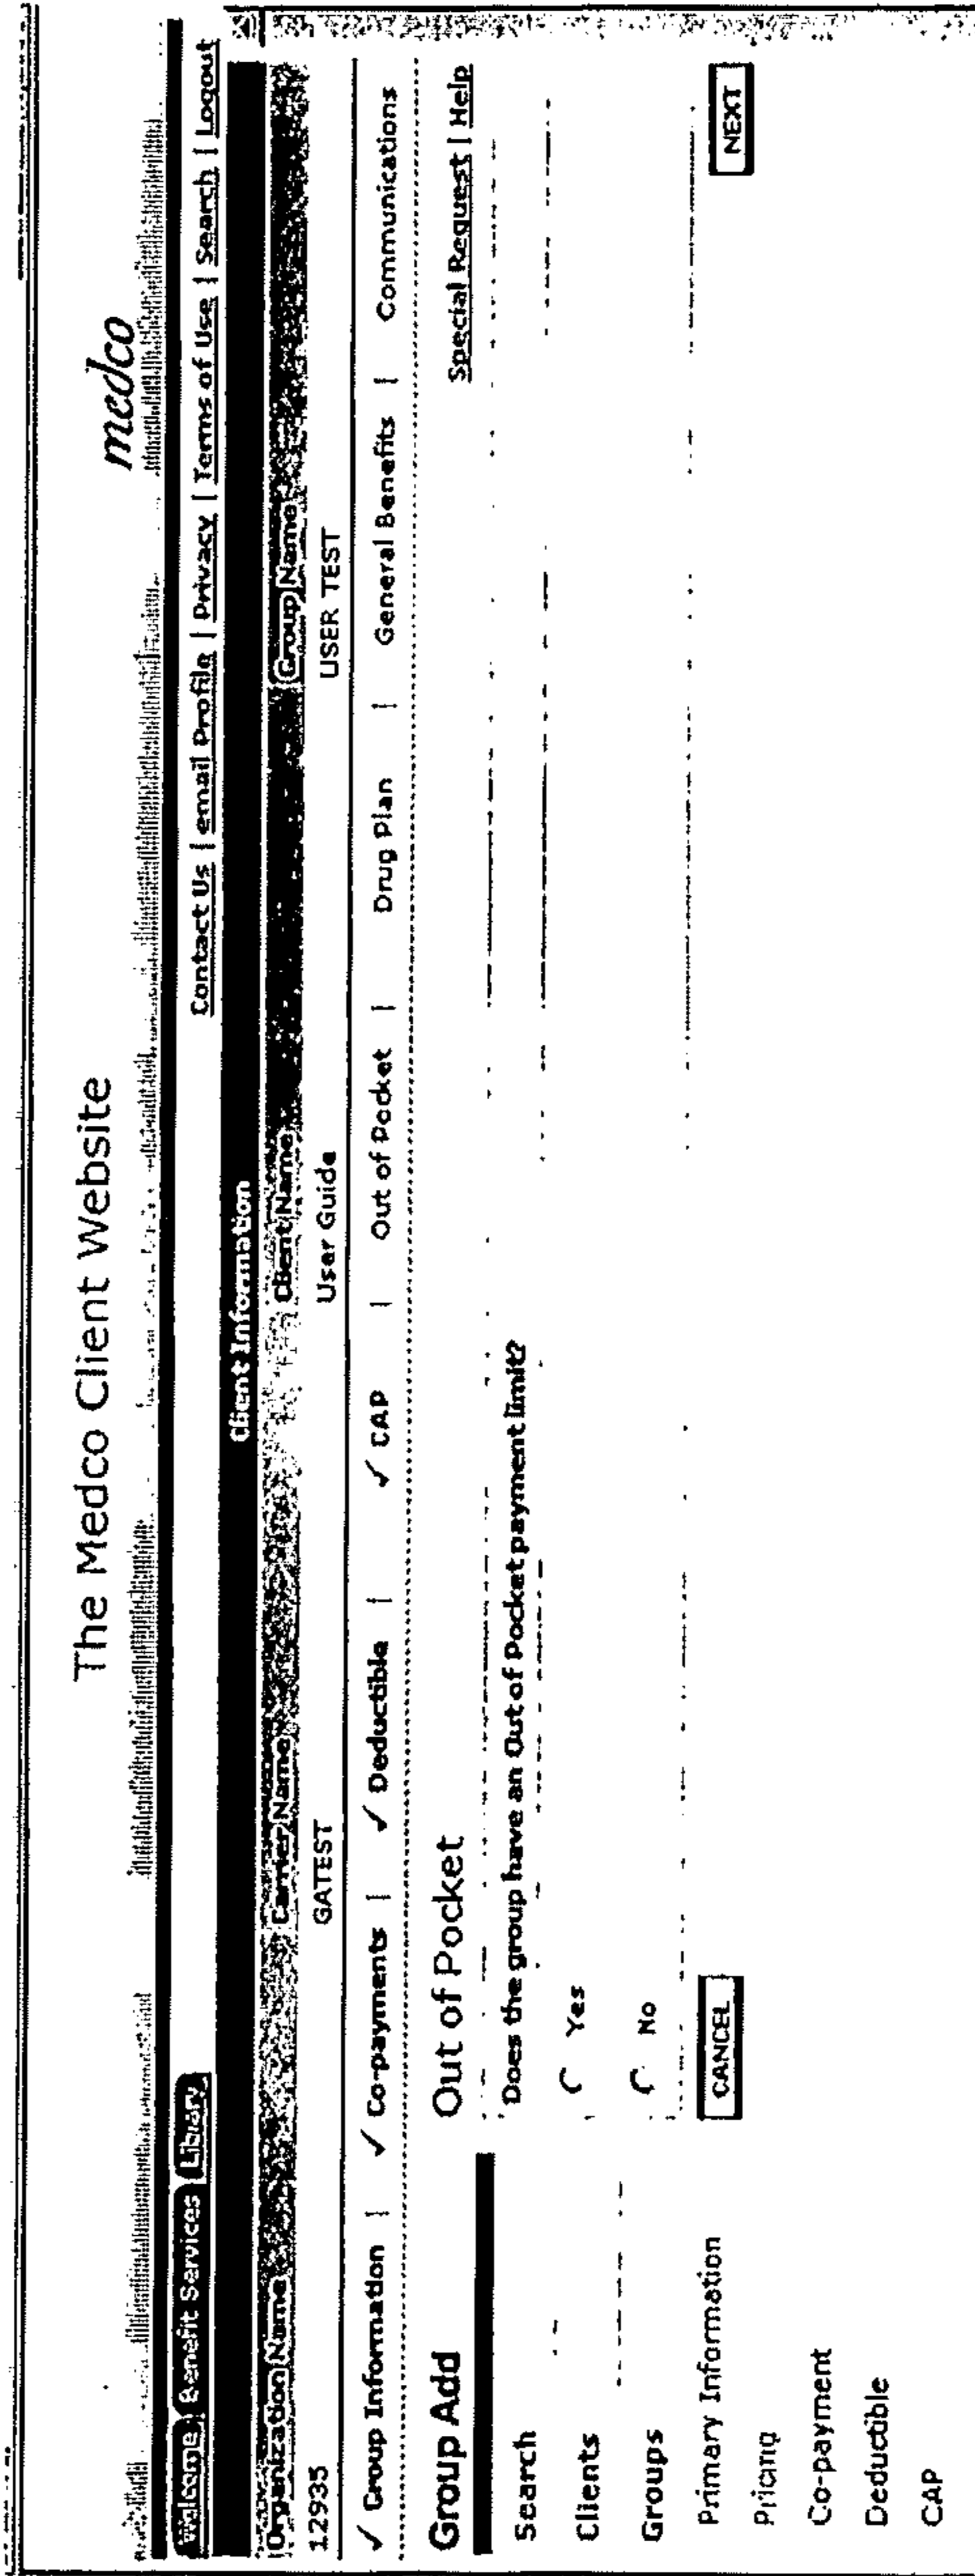 The Medco Client Website
medco
Welcome Benefit Services Library
Contact Us | email Profile | Privacy | Terms of Use | Search | Logout
Client Information
Organization Name Carrier Name Client Name Group Name
12935 GATEST User Guide USER TEST
✓ Group Information | ✓ Co-payments | ✓ Deductible | ✓ CAP | Out of Pocket | Drug Plan | General Benefits | Communications
Group Add
Out of Pocket
Special Request | Help
Search
Clients
Groups
Primary Information
Pricing
Co-payment
Deductible
CAP
Does the group have an Out of Pocket payment limit?
Yes
No
CANCEL
NEXT